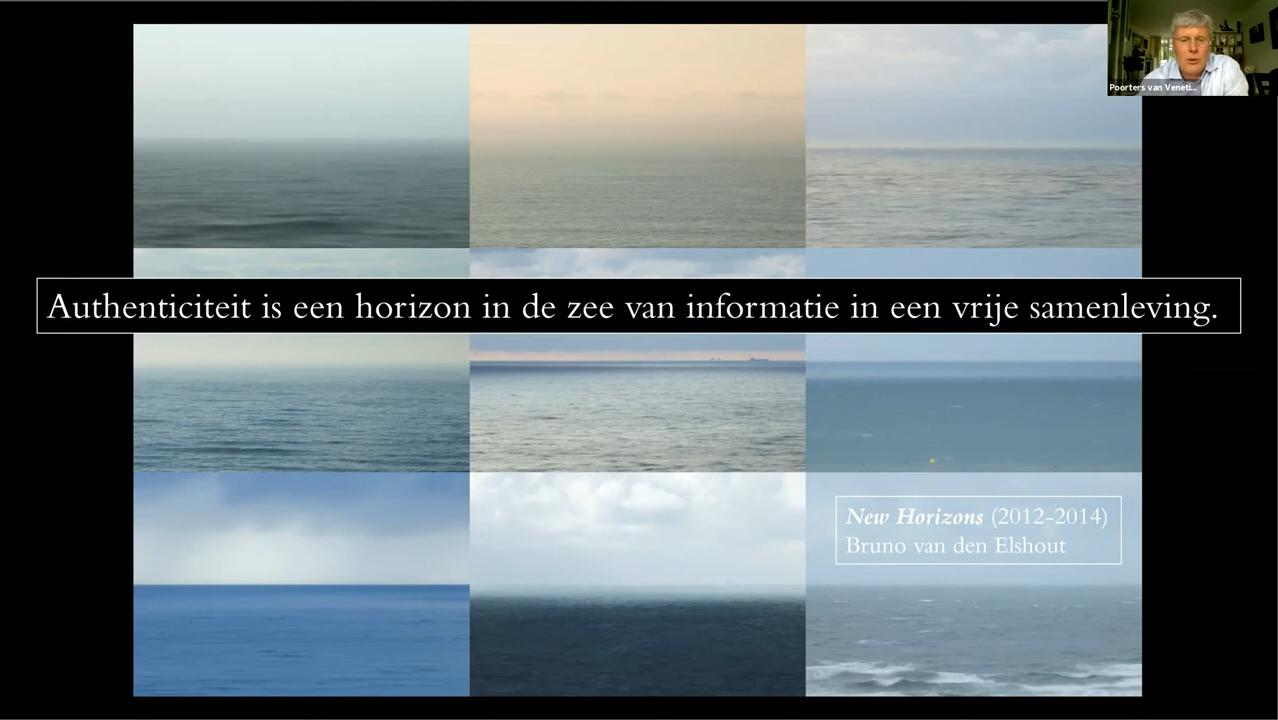 Poorters van Veneti...
Authenticiteit is een horizon in de zee van informatie in een vrije samenleving.
New Horizons (2012-2014)
Bruno van den Elshout